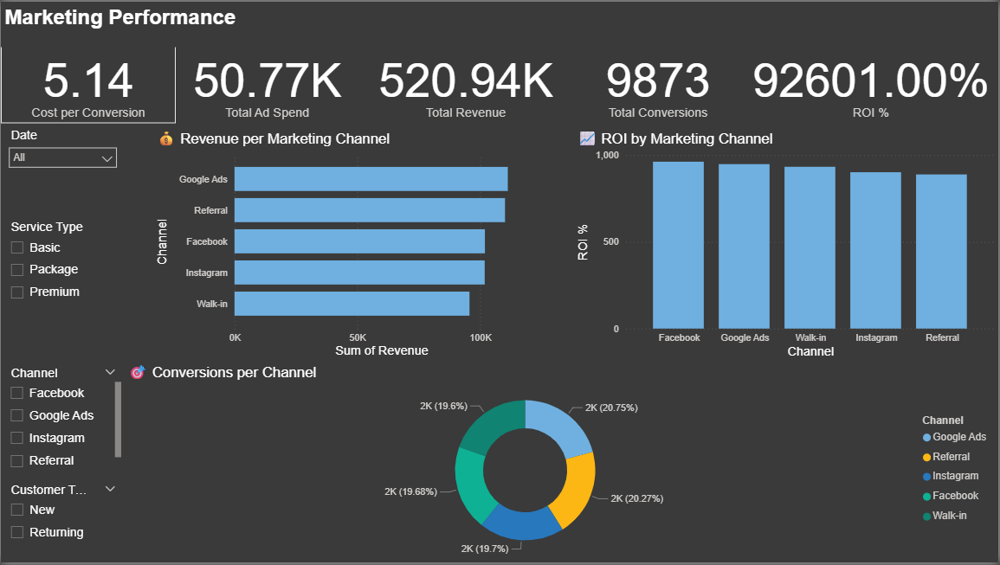 Marketing Performance
5.14
Cost per Conversion
50.77K
Total Ad Spend
520.94K
Total Revenue
9873
Total Conversions
92601.00%
ROI %
Date
All
Service Type
Basic
Package
Premium
Channel
Facebook
Google Ads
Instagram
Referral
Customer T...
New
Returning
Revenue per Marketing Channel
Channel
Google Ads
Referral
Facebook
Instagram
Walk-in
0K 50K 100K
Sum of Revenue
ROI by Marketing Channel
ROI %
1,000
500
0
Facebook Google Ads Walk-in Instagram Referral
Channel
Conversions per Channel
2K (19.6%)
2K (20.75%)
2K (19.68%)
2K (20.27%)
2K (19.7%)
Channel
Google Ads
Referral
Instagram
Facebook
Walk-in